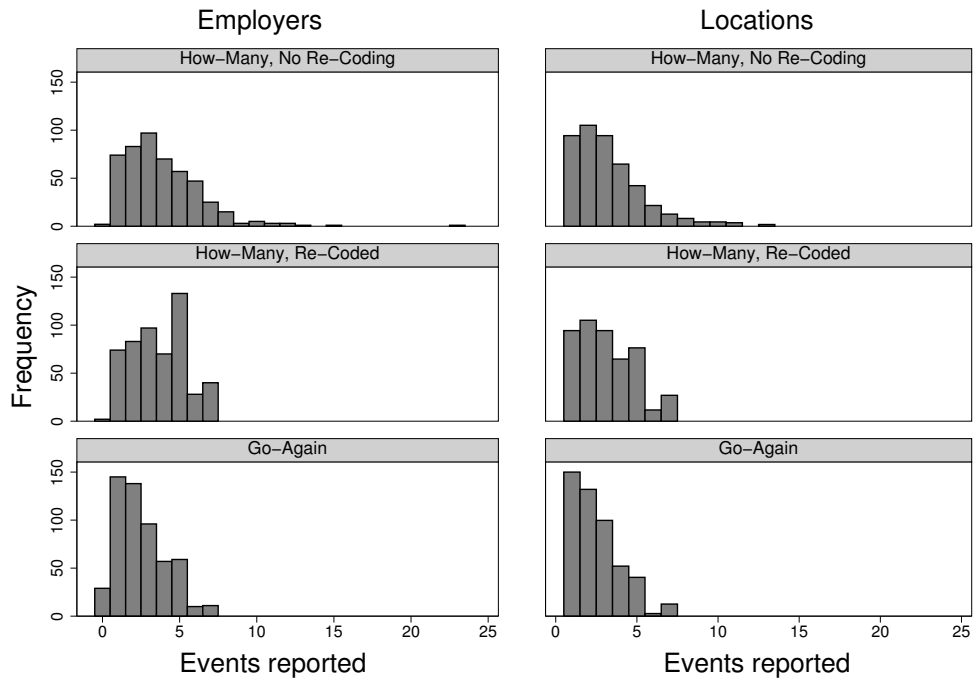 Employers
Locations
How−Many, No Re−Coding
How−Many, No Re−Coding
0 50 100 150
How−Many, Re−Coded
How−Many, Re−Coded
0 50 100 150
Frequency
Go−Again
Go−Again
0 50 100 150
0 5 10 15 20 25
0 5 10 15 20 25
Events reported
Events reported